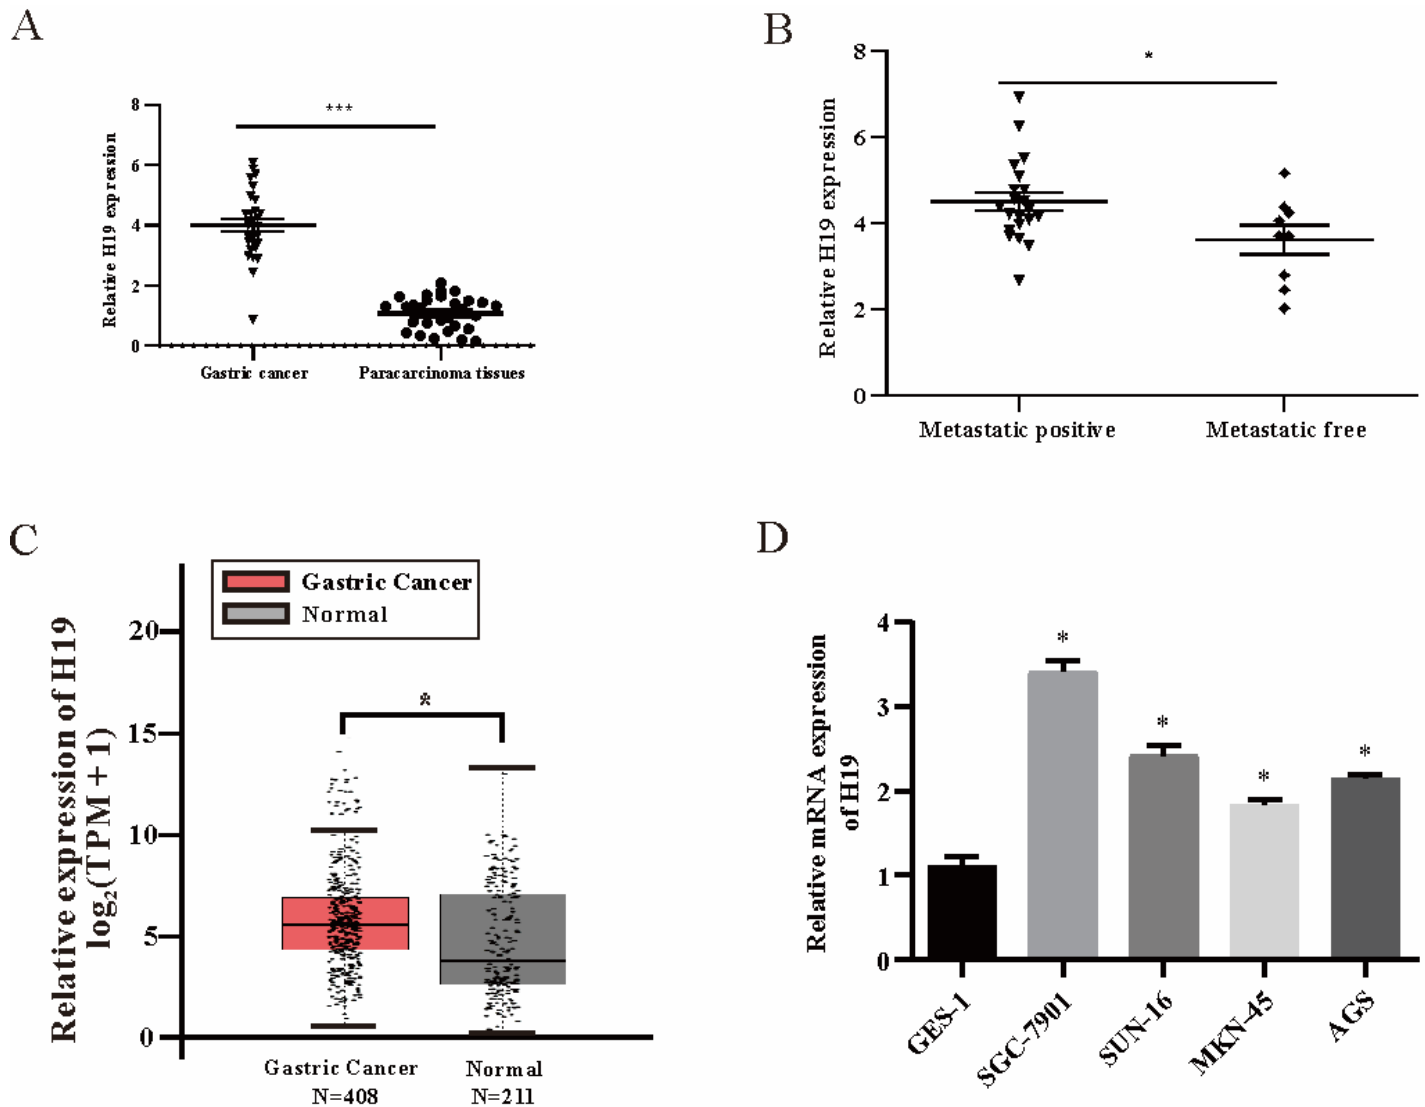 A
8
6
4
2
0
Relative H19 expression
***
Gastric cancer
Paracarcinoma tissues
B
8
6
4
2
0
Relative H19 expression
*
Metastatic positive
Metastatic free
C
Gastric Cancer
Normal
20
15
10
5
0
Relative expression of H19
log₂(TPM + 1)
*
Gastric Cancer
N=408
Normal
N=211
D
4
3
2
1
0
Relative mRNA expression
of H19
*
*
*
*
GES-1
SGC-7901
SUN-16
MKN-45
AGS